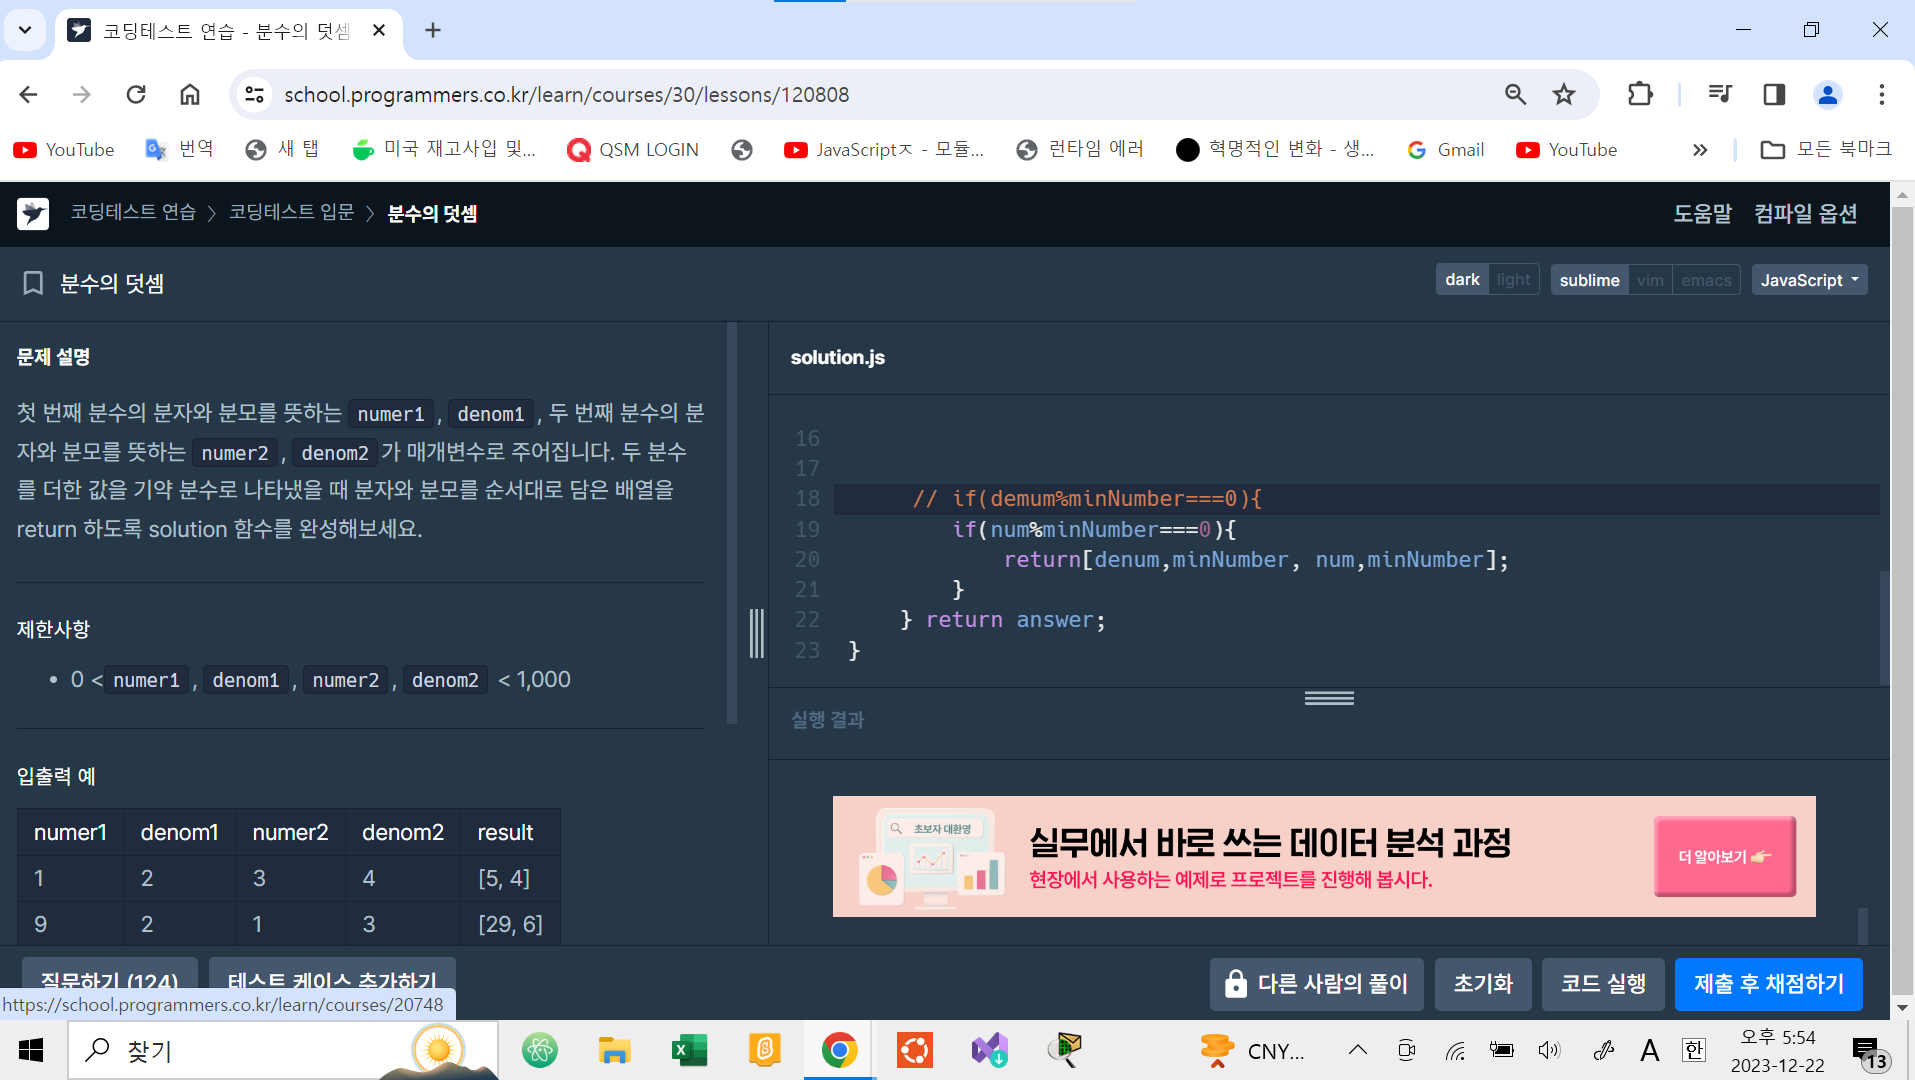 코딩테스트 연습 - 분수의 덧셈
school.programmers.co.kr/learn/courses/30/lessons/120808
YouTube
번역
새 탭
미국 재고사입 및...
QSM LOGIN
JavaScriptㅈ - 모듈...
런타임 에러
혁명적인 변화 - 생...
Gmail
YouTube
모든 북마크
코딩테스트 연습 > 코딩테스트 입문 > 분수의 덧셈
도움말 컴파일 옵션
분수의 덧셈
dark light sublime vim emacs JavaScript
문제 설명
첫 번째 분수의 분자와 분모를 뜻하는 numer1, denom1, 두 번째 분수의 분
자와 분모를 뜻하는 numer2, denom2가 매개변수로 주어집니다. 두 분수
를 더한 값을 기약 분수로 나타냈을 때 분자와 분모를 순서대로 담은 배열을
return 하도록 solution 함수를 완성해보세요.
제한사항
• 0 < numer1, denom1, numer2, denom2 < 1,000
입출력 예
numer1 denom1 numer2 denom2 result
1 2 3 4 [5, 4]
9 2 1 3 [29, 6]
solution.js
16
17
18 // if(demum%minNumber===0){
19 if(num%minNumber===0){
20 return[denum,minNumber, num,minNumber];
21 }
22 } return answer;
23 }
실행 결과
초보자 대환영
실무에서 바로 쓰는 데이터 분석 과정
현장에서 사용하는 예제로 프로젝트를 진행해 봅시다.
더 알아보기
질문하기 (124) 테스트 케이스 추가하기
다른 사람의 풀이 초기화 코드 실행 제출 후 채점하기
https://school.programmers.co.kr/learn/courses/20748
찾기
CNY...
A 한
오후 5:54
2023-12-22
13